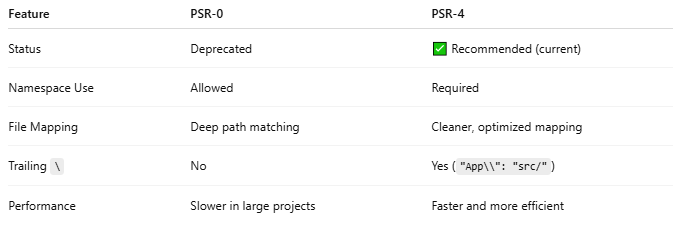 Feature PSR-0 PSR-4
Status Deprecated ✅ Recommended (current)
Namespace Use Allowed Required
File Mapping Deep path matching Cleaner, optimized mapping
Trailing \ No Yes ( "App\\": "src/" )
Performance Slower in large projects Faster and more efficient